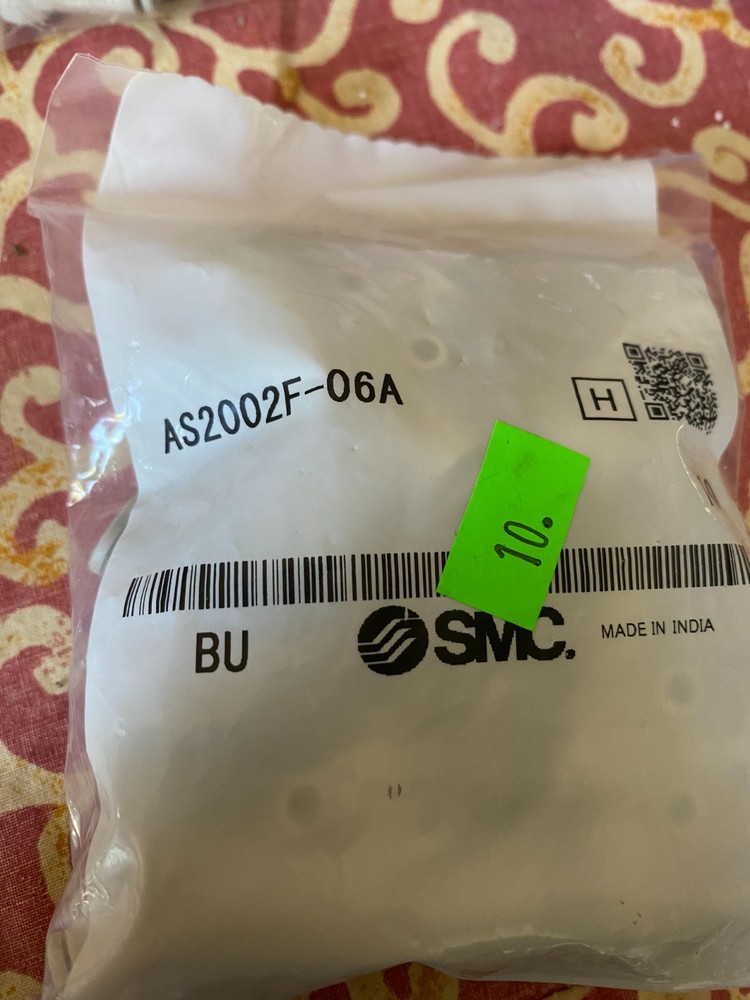 AS2002F-06A
H
10.
BU
SMC.
MADE IN INDIA